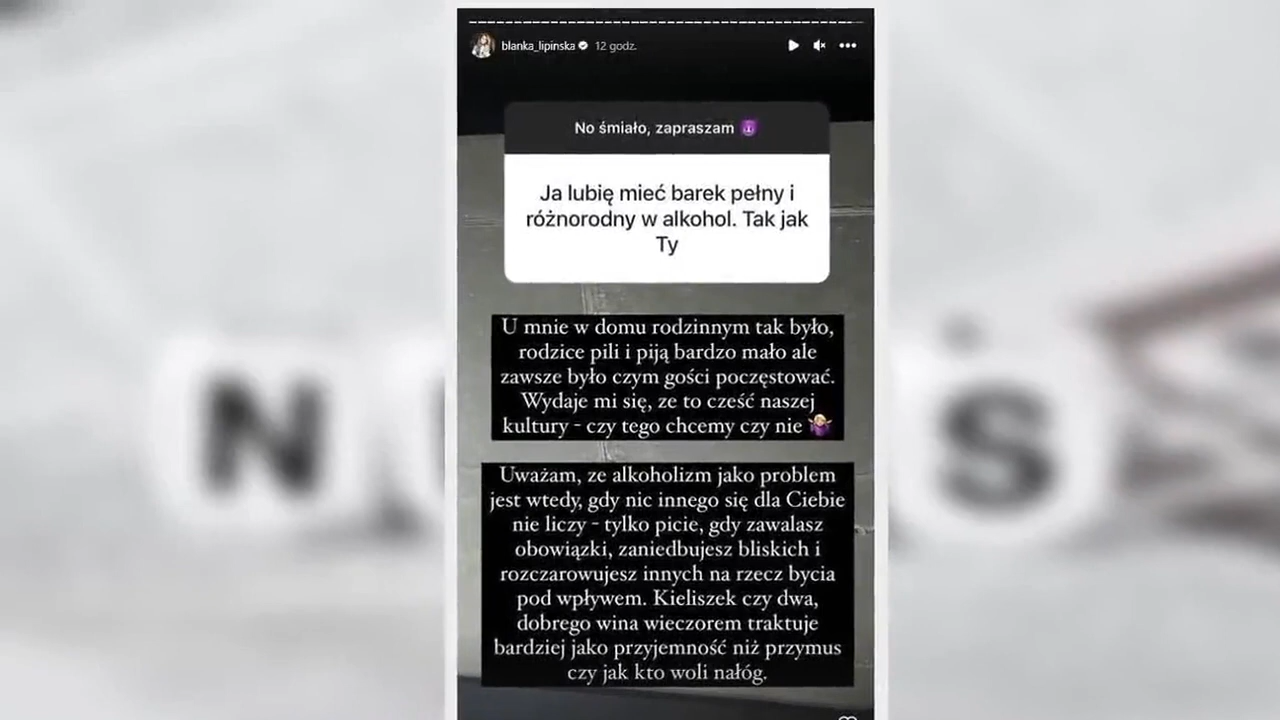 blanka_lipinska 12 godz.
No śmiało, zapraszam 😈
Ja lubię mieć barek pełny i
różnorodny w alkohol. Tak jak
Ty
U mnie w domu rodzinnym tak było,
rodzice pili i piją bardzo mało ale
zawsze było czym gości poczęstować.
Wydaje mi się, ze to cześć naszej
kultury - czy tego chcemy czy nie 🤷🏼‍♀️
Uważam, ze alkoholizm jako problem
jest wtedy, gdy nic innego się dla Ciebie
nie liczy - tylko picie, gdy zawalasz
obowiązki, zaniedbujesz bliskich i
rozczarowujesz innych na rzecz bycia
pod wpływem. Kieliszek czy dwa,
dobrego wina wieczorem traktuje
bardziej jako przyjemność niż przymus
czy jak kto woli nałóg.
N
Ś